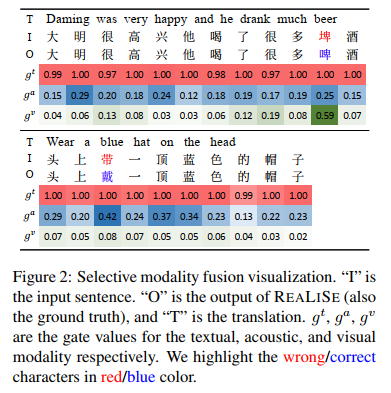 T Daming was very happy and he drank much beer
I 大 明 很 高 兴 他 喝 了 很 多 埤 酒
O 大 明 很 高 兴 他 喝 了 很 多 啤 酒
gᵗ 0.99 1.00 0.97 1.00 1.00 1.00 0.98 1.00 0.97 1.00 1.00 1.00
gᵃ 0.15 0.29 0.20 0.18 0.24 0.12 0.18 0.19 0.17 0.19 0.25 0.15
gᵛ 0.04 0.06 0.13 0.08 0.03 0.03 0.06 0.12 0.19 0.08 0.59 0.07
T Wear a blue hat on the head
I 头 上 带 一 顶 蓝 色 的 帽 子
O 头 上 戴 一 顶 蓝 色 的 帽 子
gᵗ 1.00 1.00 1.00 1.00 1.00 1.00 1.00 0.99 1.00 1.00
gᵃ 0.29 0.20 0.42 0.24 0.37 0.34 0.23 0.13 0.22 0.23
gᵛ 0.07 0.05 0.08 0.07 0.05 0.05 0.06 0.04 0.03 0.02
Figure 2: Selective modality fusion visualization. “I” is
the input sentence. “O” is the output of REALISE (also
the ground truth), and “T” is the translation. gᵗ, gᵃ, gᵛ
are the gate values for the textual, acoustic, and visual
modality respectively. We highlight the wrong/correct
characters in red/blue color.